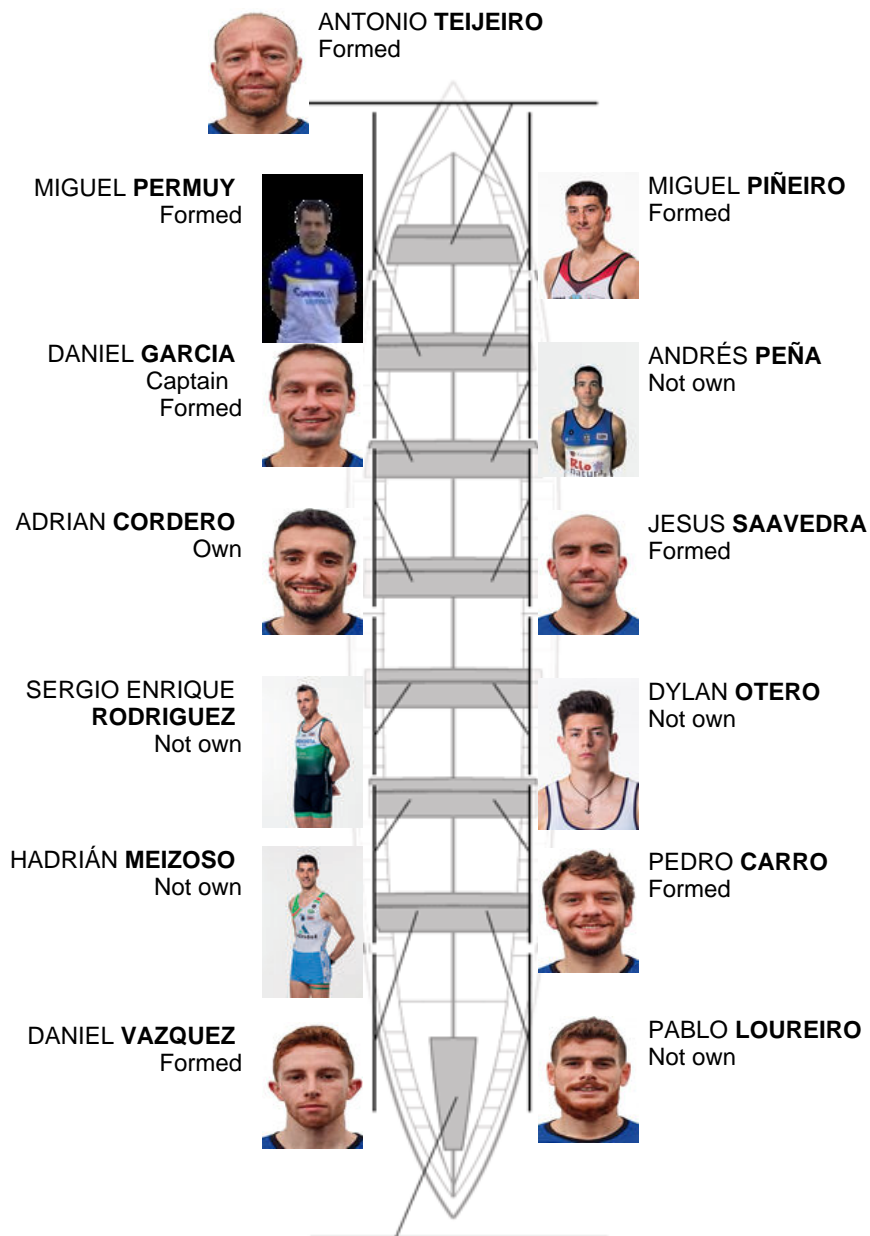 ANTONIO TEIJEIRO
Formed
MIGUEL PERMUY
Formed
MIGUEL PIÑEIRO
Formed
DANIEL GARCIA
Captain
Formed
ANDRÉS PEÑA
Not own
ADRIAN CORDERO
Own
JESUS SAAVEDRA
Formed
SERGIO ENRIQUE
RODRIGUEZ
Not own
DYLAN OTERO
Not own
HADRIÁN MEIZOSO
Not own
PEDRO CARRO
Formed
DANIEL VAZQUEZ
Formed
PABLO LOUREIRO
Not own